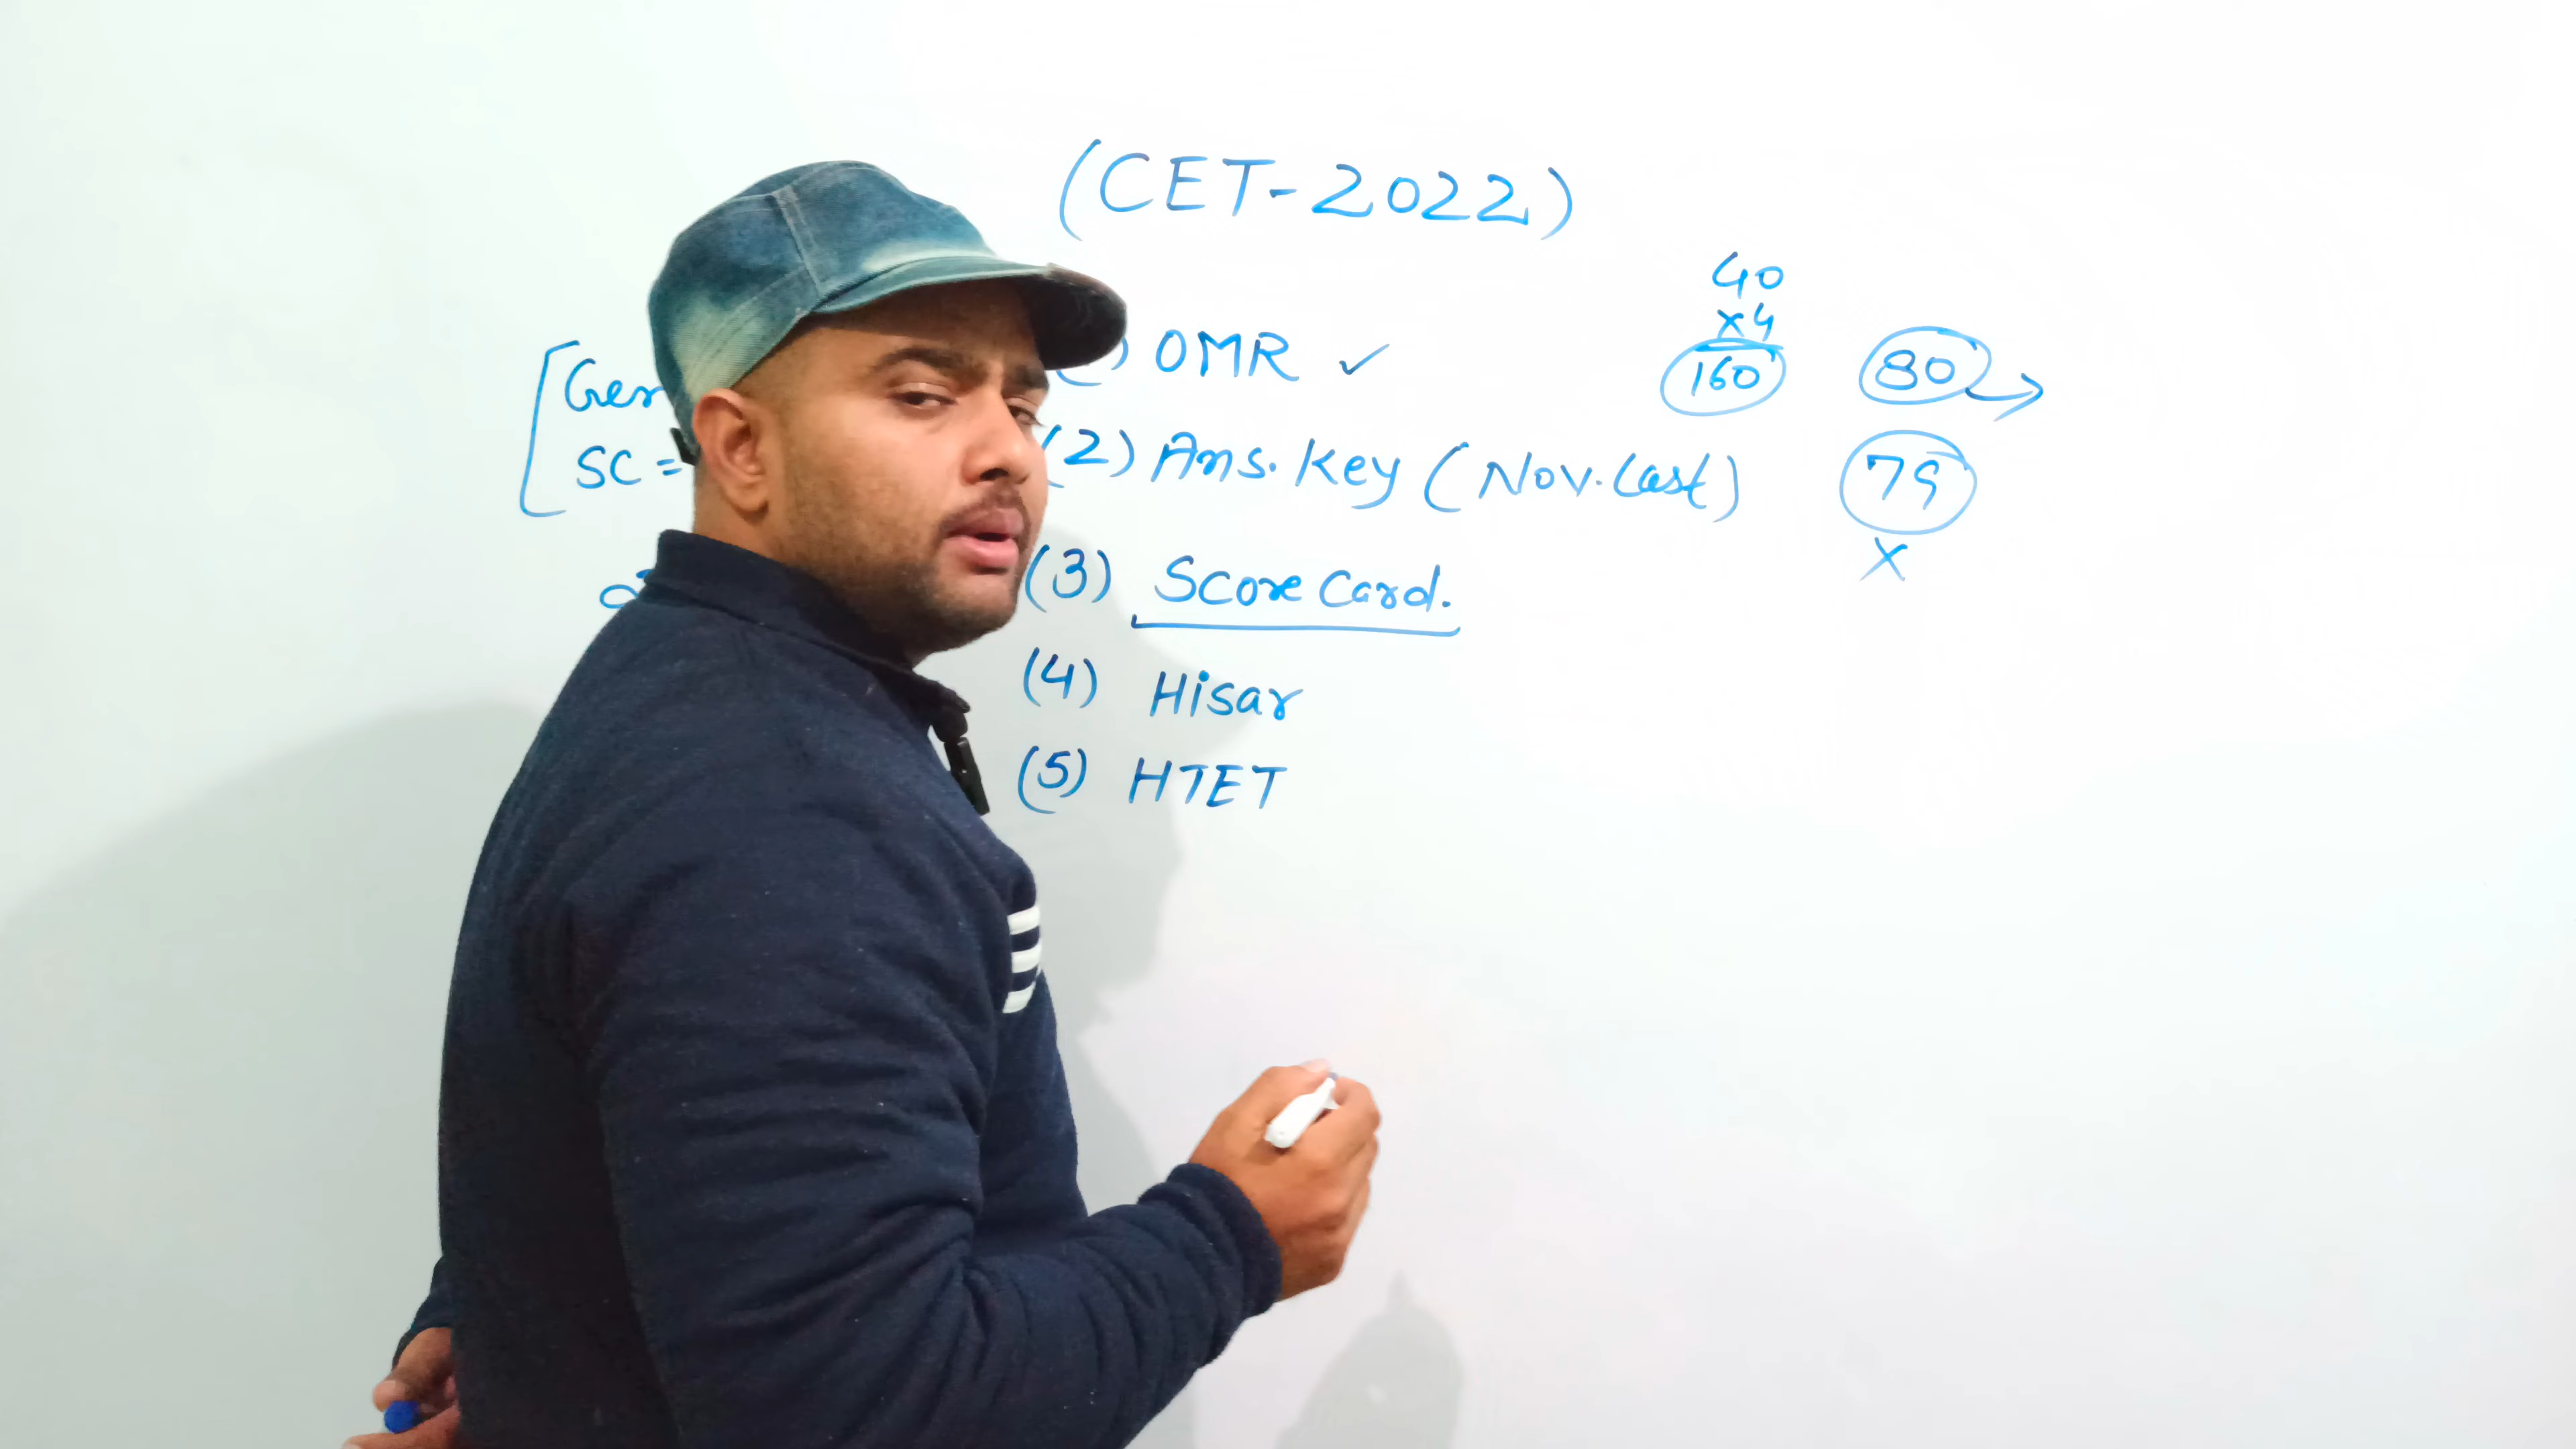 (CET-2022)
Gen
SC =
) OMR ✓
(2) Ans. Key (Nov. Last)
(3) Score Card.
(4) Hisar
(5) HTET
40
x4
160
80
79
X